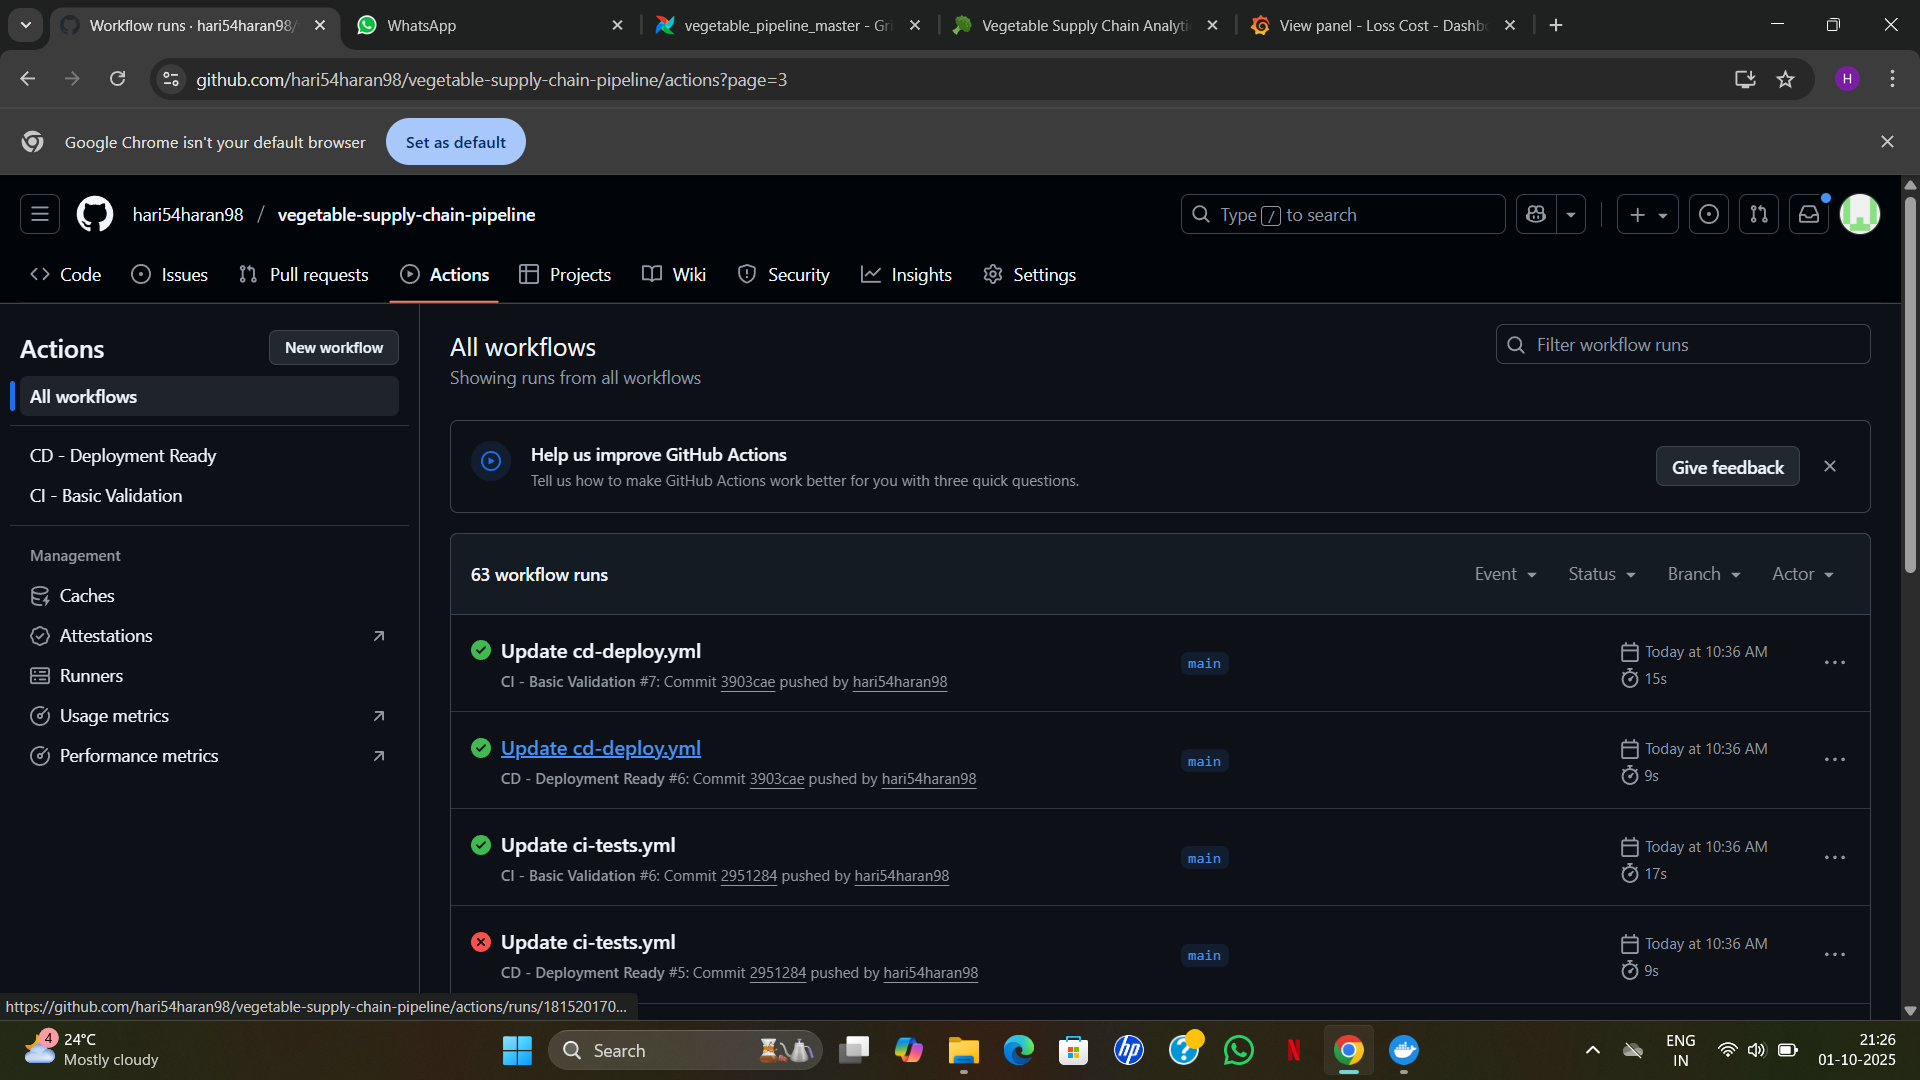 Workflow runs · hari54haran98/
WhatsApp
vegetable_pipeline_master - Gri
Vegetable Supply Chain Analyti
View panel - Loss Cost - Dashbo
github.com/hari54haran98/vegetable-supply-chain-pipeline/actions?page=3
H
Google Chrome isn't your default browser
Set as default
hari54haran98 / vegetable-supply-chain-pipeline
Type / to search
Code
Issues
Pull requests
Actions
Projects
Wiki
Security
Insights
Settings
Actions
New workflow
All workflows
CD - Deployment Ready
CI - Basic Validation
Management
Caches
Attestations
Runners
Usage metrics
Performance metrics
All workflows
Showing runs from all workflows
Filter workflow runs
Help us improve GitHub Actions
Tell us how to make GitHub Actions work better for you with three quick questions.
Give feedback
63 workflow runs
Event
Status
Branch
Actor
Update cd-deploy.yml
CI - Basic Validation #7: Commit 3903cae pushed by hari54haran98
main
Today at 10:36 AM
15s
Update cd-deploy.yml
CD - Deployment Ready #6: Commit 3903cae pushed by hari54haran98
main
Today at 10:36 AM
9s
Update ci-tests.yml
CI - Basic Validation #6: Commit 2951284 pushed by hari54haran98
main
Today at 10:36 AM
17s
Update ci-tests.yml
CD - Deployment Ready #5: Commit 2951284 pushed by hari54haran98
main
Today at 10:36 AM
9s
https://github.com/hari54haran98/vegetable-supply-chain-pipeline/actions/runs/181520170...
4
24°C
Mostly cloudy
Search
hp
?
N
ENG
IN
21:26
01-10-2025